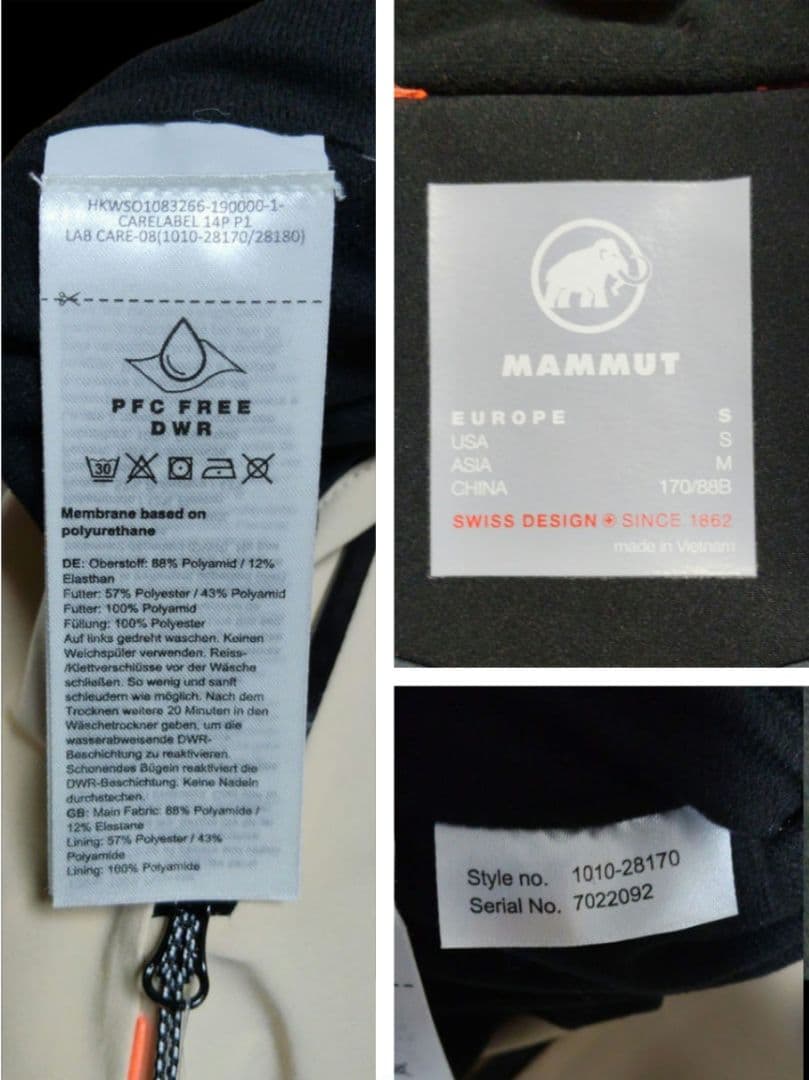 HKWSO1083266-190000-1-
CARELABEL 14P P1
LAB CARE-08(1010-28170/28180)
PFC FREE
DWR
30
Membrane based on
polyurethane
DE: Oberstoff: 88% Polyamid / 12%
Elasthan
Futter: 57% Polyester / 43% Polyamid
Futter: 100% Polyamid
Füllung: 100% Polyester
Auf links gedreht waschen. Keinen
Weichspüler verwenden. Reiss-
/Klettverschlüsse vor der Wäsche
schließen. So wenig und sanft
schleudern wie möglich. Nach dem
Trocknen weitere 20 Minuten in den
Wäschetrockner geben, um die
wasserabweisende DWR-
Beschichtung zu reaktivieren.
Schonendes Bügeln reaktiviert die
DWR-Beschichtung. Keine Nadeln
durchstechen.
GB: Main Fabric: 88% Polyamide /
12% Elastane
Lining: 57% Polyester / 43%
Polyamide
Lining: 100% Polyamide
MAMMUT
EUROPE S
USA S
ASIA M
CHINA 170/88B
SWISS DESIGN SINCE 1862
made in Vietnam
Style no. 1010-28170
Serial No. 7022092